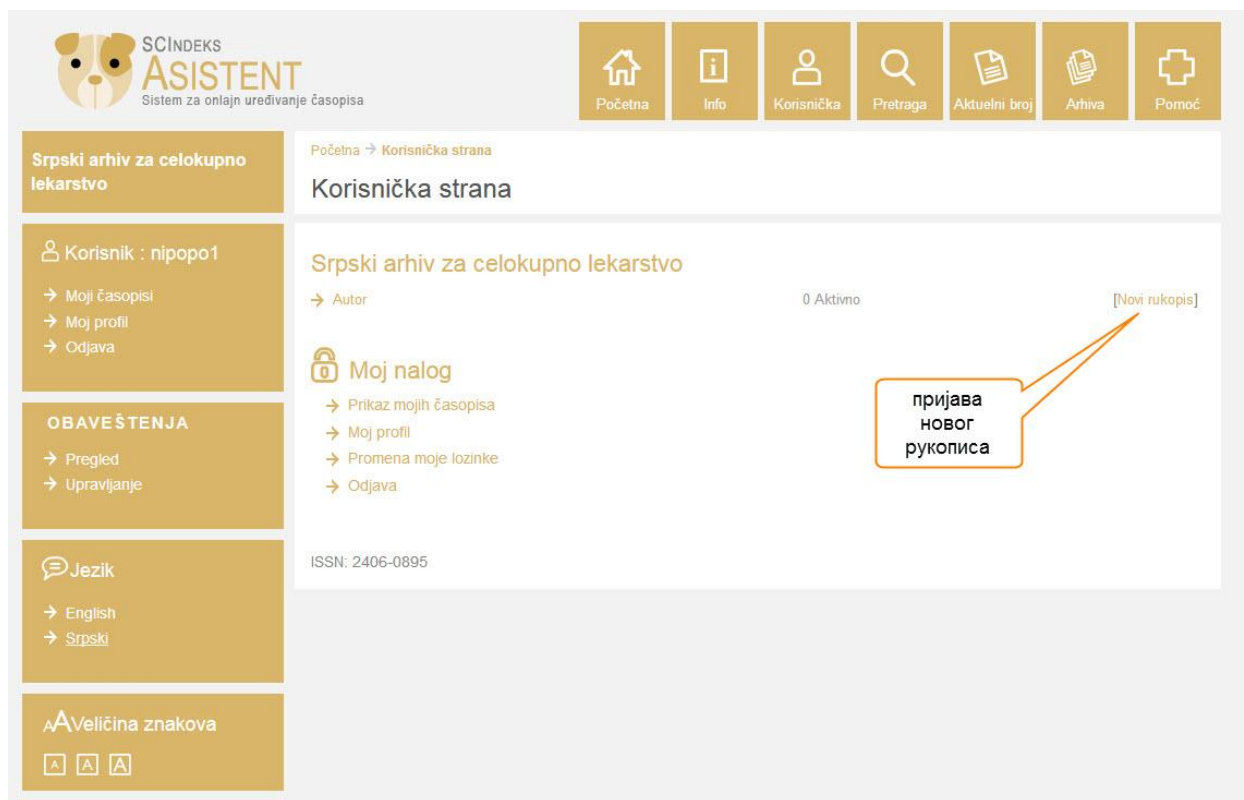 SCINDEKS
ASISTENT
Sistem za onlajn uređivanje časopisa
Početna
Info
Korisnička
Pretraga
Aktuelni broj
Arhiva
Pomoć
Srpski arhiv za celokupno
lekarstvo
Korisnik : nipopo1
→ Moji časopisi
→ Moj profil
→ Odjava
OBAVEŠTENJA
→ Pregled
→ Upravljanje
Jezik
→ English
→ Srpski
AAVeličina znakova
A A A
Početna → Korisnička strana
Korisnička strana
Srpski arhiv za celokupno lekarstvo
→ Autor 0 Aktivno [Novi rukopis]
Moj nalog
→ Prikaz mojih časopisa
→ Moj profil
→ Promena moje lozinke
→ Odjava
пријава
новог
рукописа
ISSN: 2406-0895